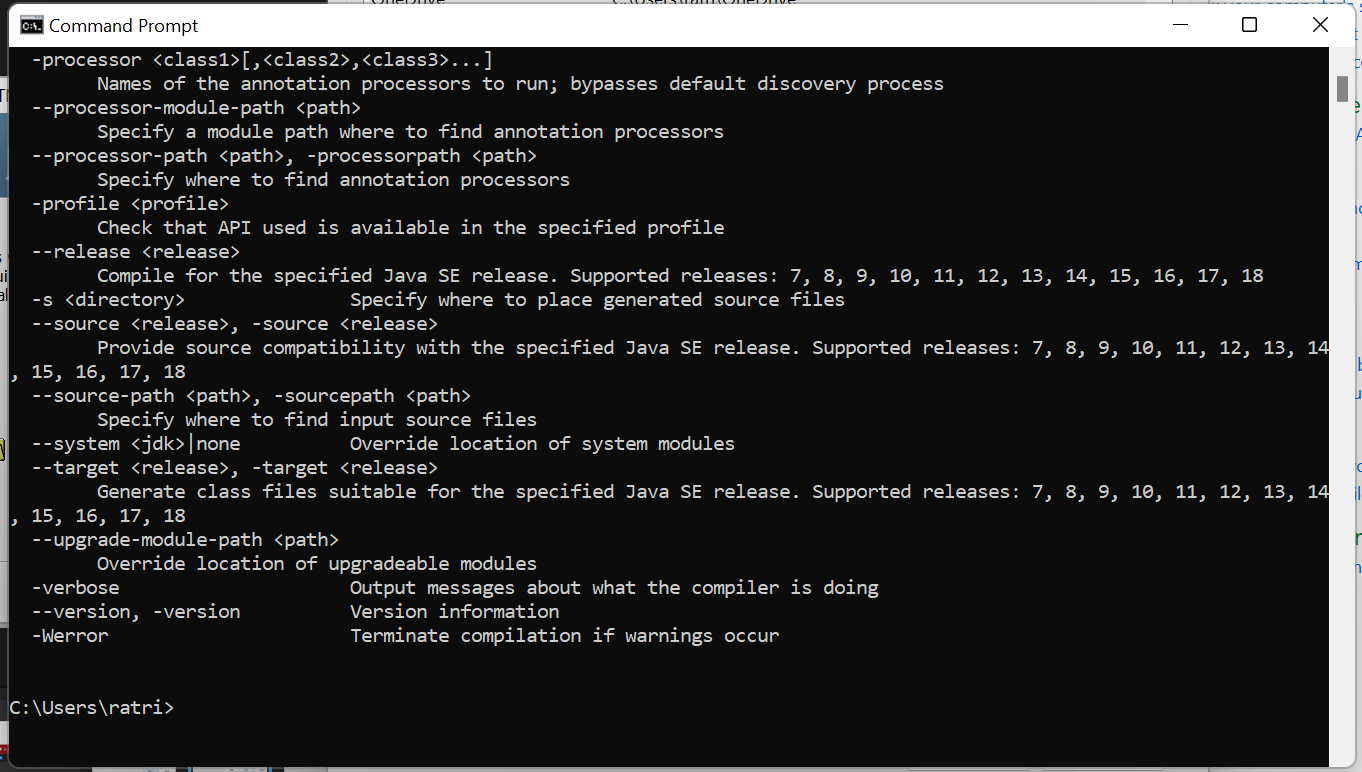 OneDrive C:\Users\ratri\OneDrive
Command Prompt
-processor <class1>[,<class2>,<class3>...]
Names of the annotation processors to run; bypasses default discovery process
--processor-module-path <path>
Specify a module path where to find annotation processors
--processor-path <path>, -processorpath <path>
Specify where to find annotation processors
-profile <profile>
Check that API used is available in the specified profile
--release <release>
Compile for the specified Java SE release. Supported releases: 7, 8, 9, 10, 11, 12, 13, 14, 15, 16, 17, 18
-s <directory> Specify where to place generated source files
--source <release>, -source <release>
Provide source compatibility with the specified Java SE release. Supported releases: 7, 8, 9, 10, 11, 12, 13, 14
, 15, 16, 17, 18
--source-path <path>, -sourcepath <path>
Specify where to find input source files
--system <jdk>|none Override location of system modules
--target <release>, -target <release>
Generate class files suitable for the specified Java SE release. Supported releases: 7, 8, 9, 10, 11, 12, 13, 14
, 15, 16, 17, 18
--upgrade-module-path <path>
Override location of upgradeable modules
-verbose Output messages about what the compiler is doing
--version, -version Version information
-Werror Terminate compilation if warnings occur
C:\Users\ratri>